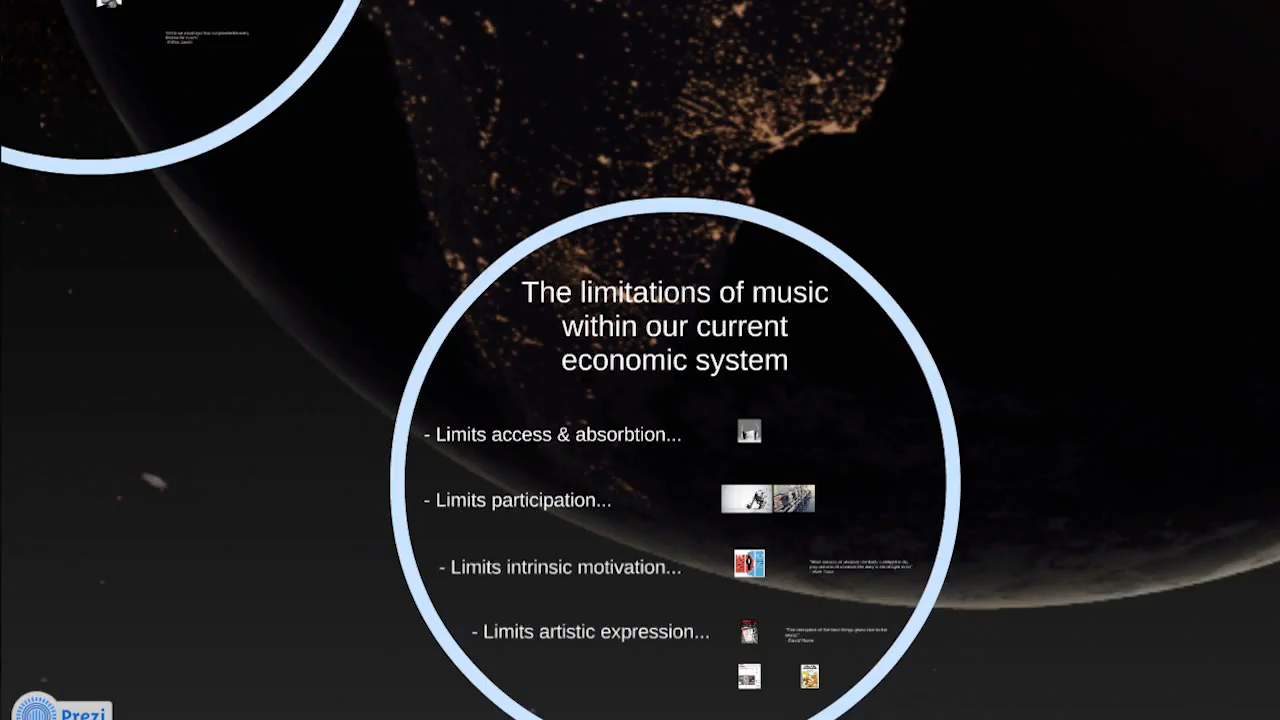 The limitations of music
within our current
economic system
- Limits access & absorbtion...
- Limits participation...
- Limits intrinsic motivation...
- Limits artistic expression...
Prezi